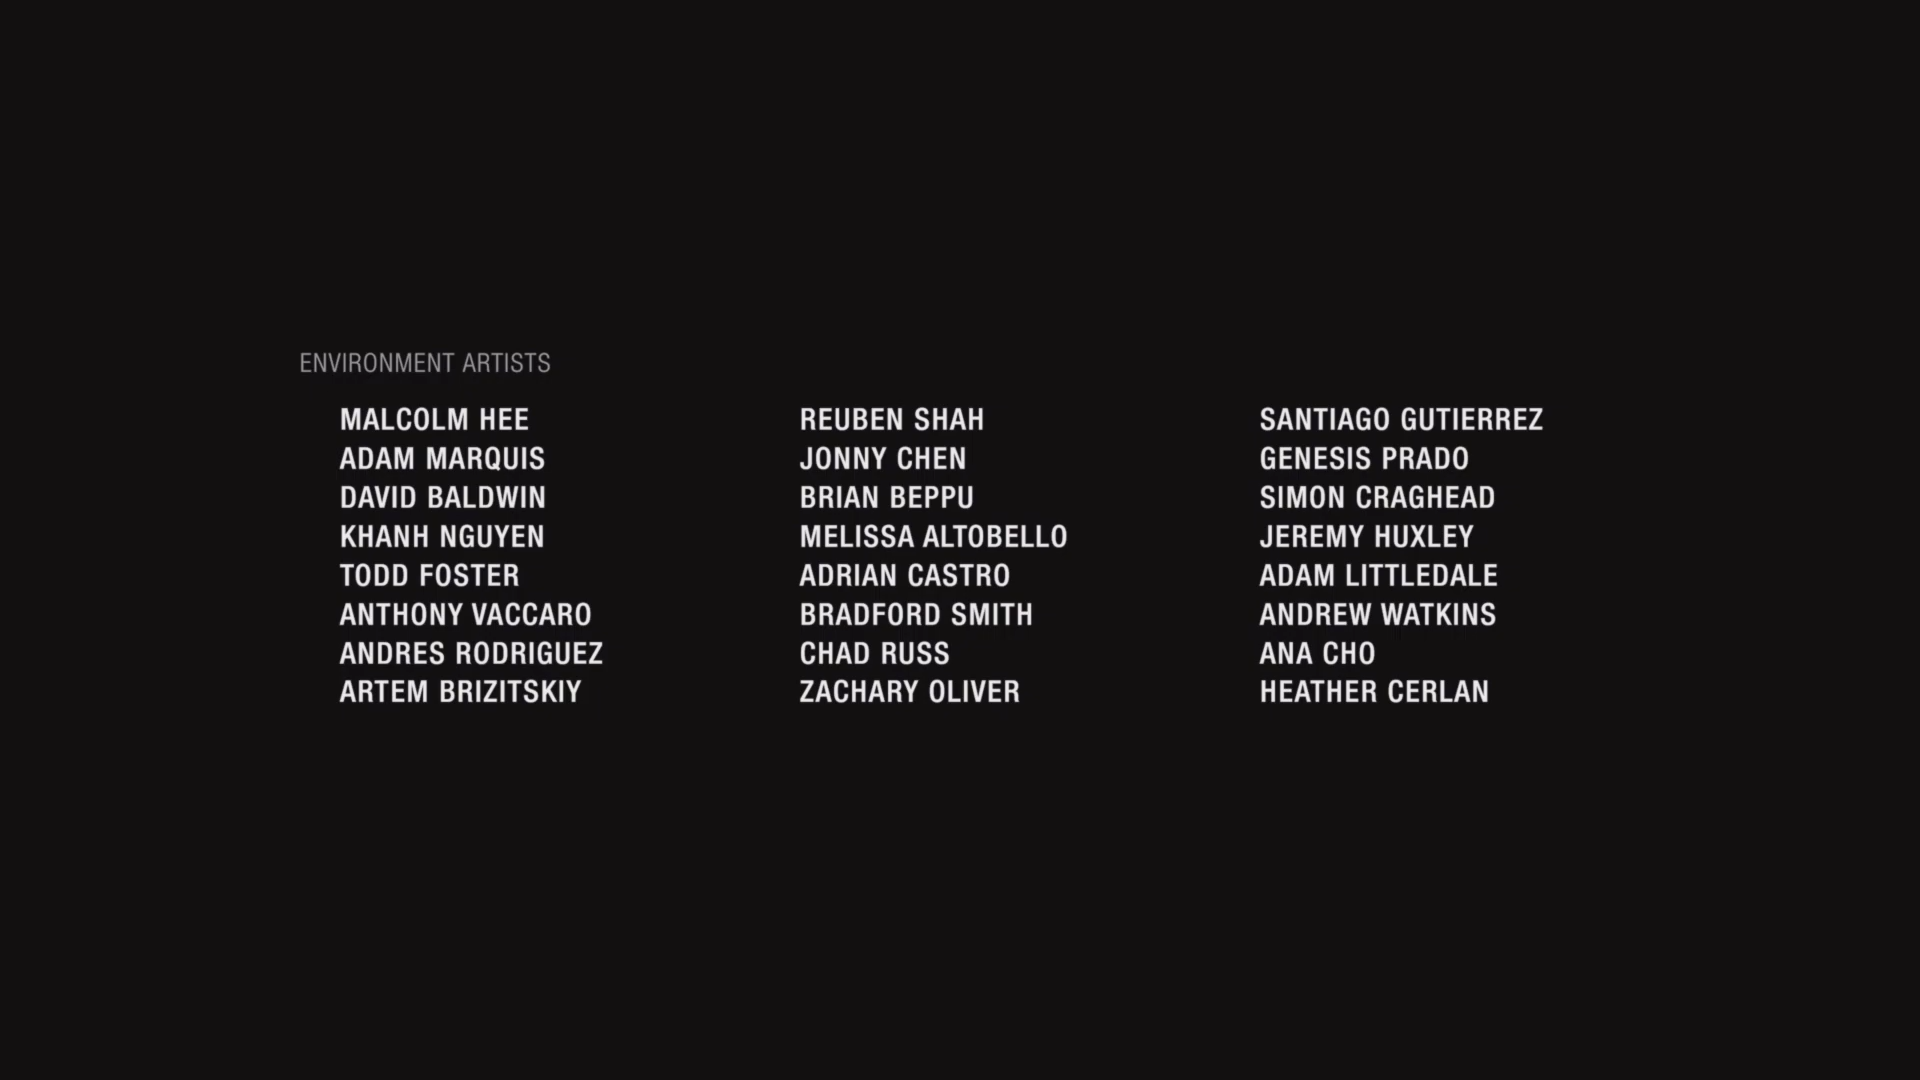 ENVIRONMENT ARTISTS
MALCOLM HEE
ADAM MARQUIS
DAVID BALDWIN
KHANH NGUYEN
TODD FOSTER
ANTHONY VACCARO
ANDRES RODRIGUEZ
ARTEM BRIZITSKIY
REUBEN SHAH
JONNY CHEN
BRIAN BEPPU
MELISSA ALTOBELLO
ADRIAN CASTRO
BRADFORD SMITH
CHAD RUSS
ZACHARY OLIVER
SANTIAGO GUTIERREZ
GENESIS PRADO
SIMON CRAGHEAD
JEREMY HUXLEY
ADAM LITTLEDALE
ANDREW WATKINS
ANA CHO
HEATHER CERLAN